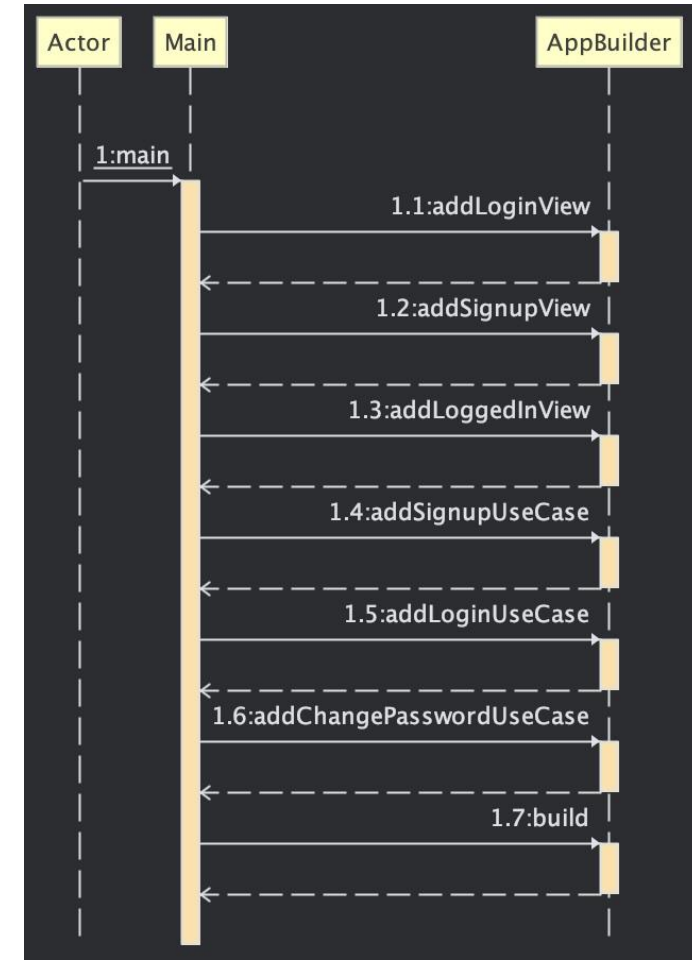 Actor
Main
AppBuilder
1:main
1.1:addLoginView
1.2:addSignupView
1.3:addLoggedInView
1.4:addSignupUseCase
1.5:addLoginUseCase
1.6:addChangePasswordUseCase
1.7:build